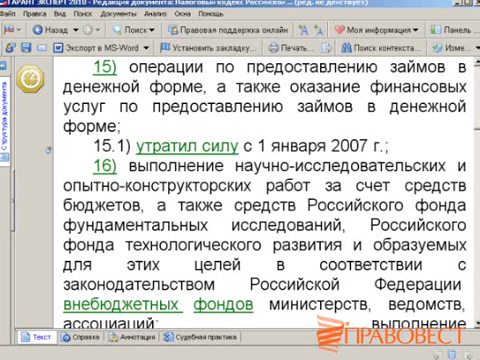 ГАРАНТ ЭКСПЕРТ 2010 - Редакция документа: Налоговый кодекс Российской ... (ред. не действует)
Файл Правка Вид Поиск Документы Анализ Окна Помощь
Назад Поиск Правовая поддержка онлайн Моя информация Панель ...
Экспорт в MS-Word Установить закладку... Печать Поиск контекста... Изме...
Структура документа
15) операции по предоставлению займов в
денежной форме, а также оказание финансовых
услуг по предоставлению займов в денежной
форме;
15.1) утратил силу с 1 января 2007 г.;
16) выполнение научно-исследовательских и
опытно-конструкторских работ за счет средств
бюджетов, а также средств Российского фонда
фундаментальных исследований, Российского
фонда технологического развития и образуемых
для этих целей в соответствии с
законодательством Российской Федерации
внебюджетных фондов министерств, ведомств,
ассоциаций; выполнение
ПРАВОВЕСТ
Текст Справка Аннотация Судебная практика